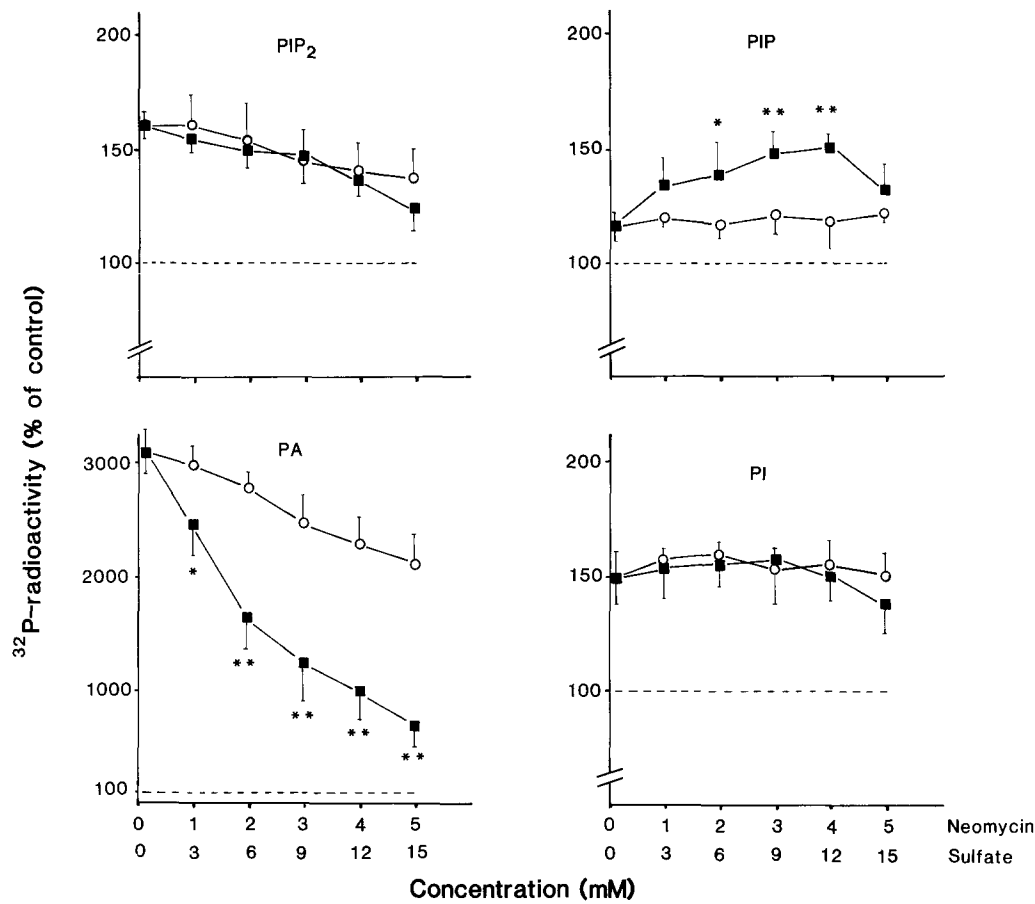 200
PIP2
150
100
200
PIP
*
**
**
150
100
32P-radioactivity (% of control)
PA
3000
2000
1000
100
*
**
**
**
**
200
PI
150
100
0 1 2 3 4 5
0 3 6 9 12 15
0 1 2 3 4 5 Neomycin
0 3 6 9 12 15 Sulfate
Concentration (mM)